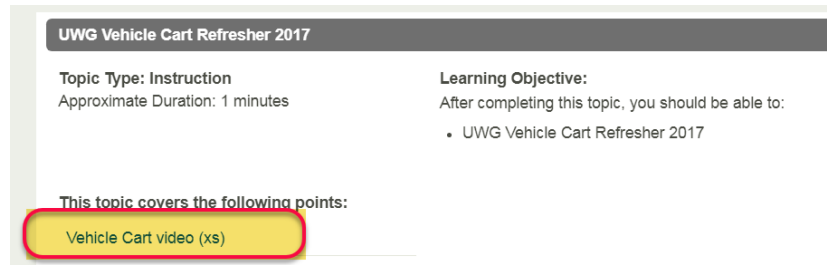 UWG Vehicle Cart Refresher 2017
Topic Type: Instruction
Approximate Duration: 1 minutes
Learning Objective:
After completing this topic, you should be able to:
• UWG Vehicle Cart Refresher 2017
This topic covers the following points:
Vehicle Cart video (xs)